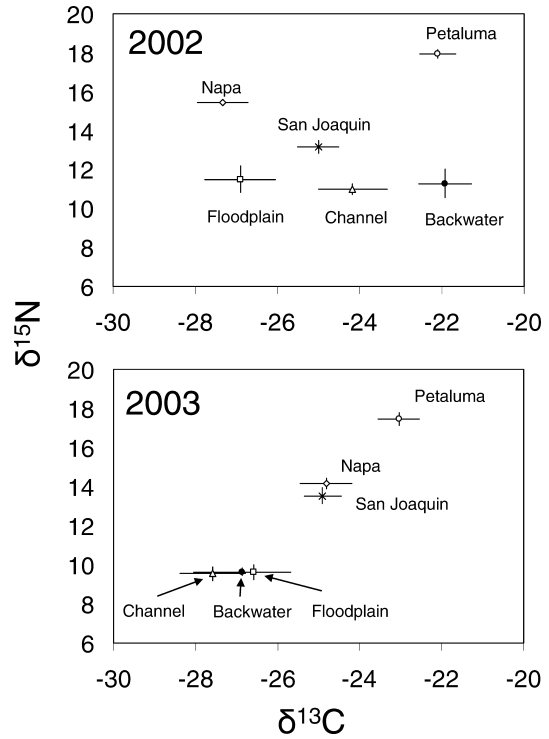 20
2002
Petaluma
18
Napa
16
San Joaquin
14
12
Floodplain
Channel
Backwater
10
8
6
-30 -28 -26 -24 -22 -20
δ15N
20
2003
Petaluma
18
16
Napa
14
San Joaquin
12
10
Channel
Backwater
Floodplain
8
6
-30 -28 -26 -24 -22 -20
δ13C